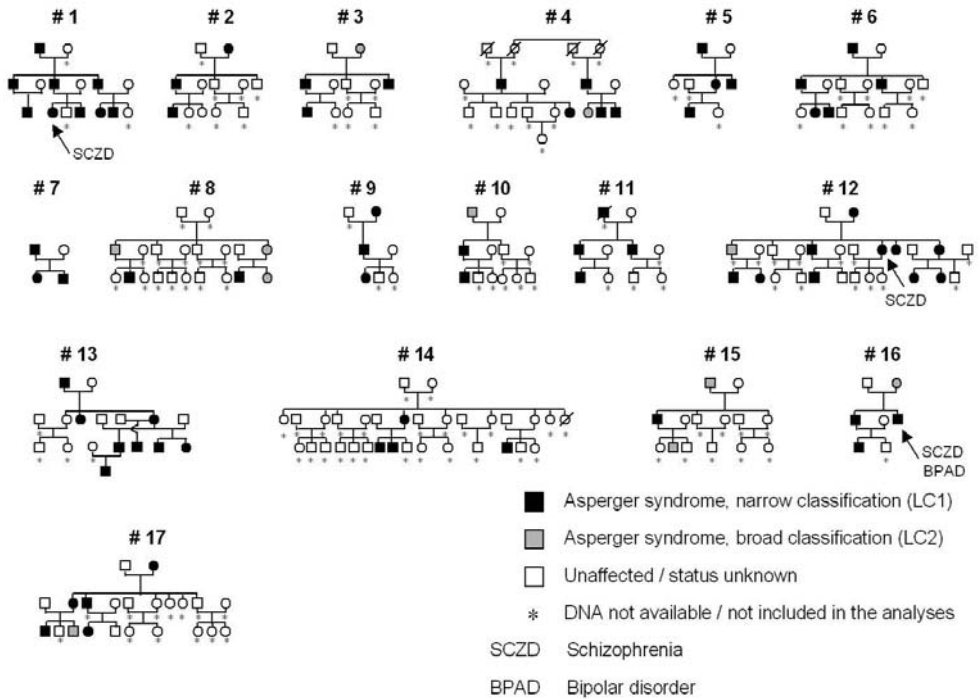 # 1 # 2 # 3 # 4 # 5 # 6
SCZD
# 7 # 8 # 9 # 10 # 11 # 12
SCZD
# 13 # 14 # 15 # 16
SCZD
BPAD
# 17
Asperger syndrome, narrow classification (LC1)
Asperger syndrome, broad classification (LC2)
Unaffected / status unknown
* DNA not available / not included in the analyses
SCZD Schizophrenia
BPAD Bipolar disorder